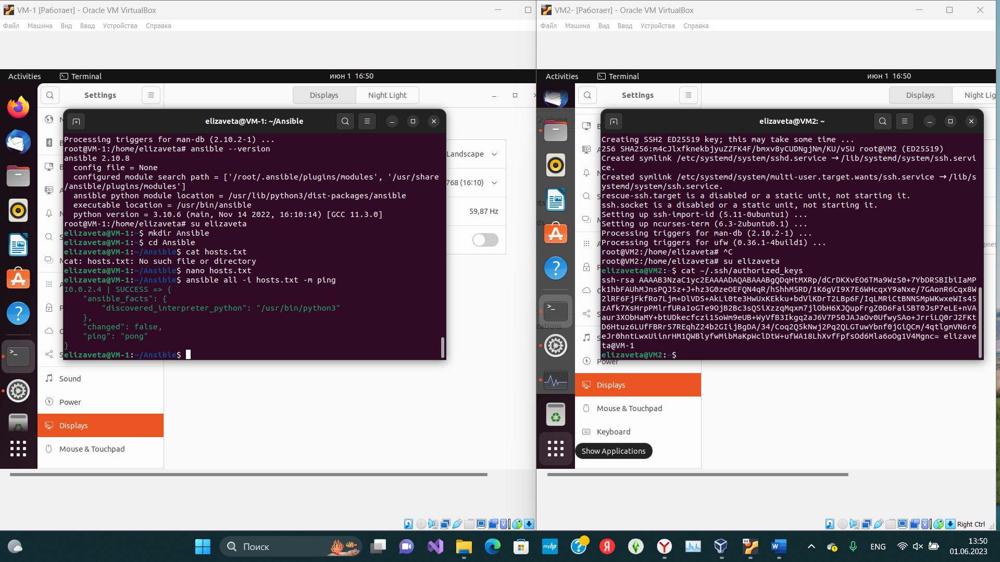 VM-1 [Работает] - Oracle VM VirtualBox
Файл Машина Вид Ввод Устройства Справка
Activities Terminal июн 1 16:50
Settings Displays Night Light
elizaveta@VM-1: ~/Ansible
Processing triggers for man-db (2.10.2-1) ...
root@VM-1:/home/elizaveta# ansible --version
ansible 2.10.8
config file = None
configured module search path = ['/root/.ansible/plugins/modules', '/usr/share
/ansible/plugins/modules']
ansible python module location = /usr/lib/python3/dist-packages/ansible
executable location = /usr/bin/ansible
python version = 3.10.6 (main, Nov 14 2022, 16:10:14) [GCC 11.3.0]
root@VM-1:/home/elizaveta# su elizaveta
elizaveta@VM-1:~$ mkdir Ansible
elizaveta@VM-1:~$ cd Ansible
elizaveta@VM-1:~/Ansible$ cat hosts.txt
cat: hosts.txt: No such file or directory
elizaveta@VM-1:~/Ansible$ nano hosts.txt
elizaveta@VM-1:~/Ansible$ ansible all -i hosts.txt -m ping
10.0.2.4 | SUCCESS => {
"ansible_facts": {
"discovered_interpreter_python": "/usr/bin/python3"
},
"changed": false,
"ping": "pong"
}
elizaveta@VM-1:~/Ansible$
Landscape
768 (16:10)
59,87 Hz
Sound
Power
Displays
Mouse & Touchpad
VM2- [Работает] - Oracle VM VirtualBox
Файл Машина Вид Ввод Устройства Справка
Activities Terminal июн 1 16:50
Settings Displays Night Lig
elizaveta@VM2: ~
Creating SSH2 ED25519 key; this may take some time ...
256 SHA256:m4cJlxfknekbjyuZZFK4F/bmxv8yCUDNgjNm/KU/vSU root@VM2 (ED25519)
Created symlink /etc/systemd/system/sshd.service → /lib/systemd/system/ssh.servi
ce.
Created symlink /etc/systemd/system/multi-user.target.wants/ssh.service → /lib/s
ystemd/system/ssh.service.
rescue-ssh.target is a disabled or a static unit, not starting it.
ssh.socket is a disabled or a static unit, not starting it.
Setting up ssh-import-id (5.11-0ubuntu1) ...
Setting up ncurses-term (6.3-2ubuntu0.1) ...
Processing triggers for man-db (2.10.2-1) ...
Processing triggers for ufw (0.36.1-4build1) ...
root@VM2:/home/elizaveta# ^C
root@VM2:/home/elizaveta# su elizaveta
elizaveta@VM2:~$ cat ~/.ssh/authorized_keys
ssh-rsa AAAAB3NzaC1yc2EAAAADAQABAAABgQDqHtMXRp/dCrDKXvEO6TMa9WzS0+7YbDRSBIbiIaMP
k1hbFAUhMJnsPQJ5z+J+hz3G0zeOEFQN4qR/hShhM5RD/1K6gVI9X7E6WHcqxY9aNxe/7GAonR6Cqx8W
2lRF6FjFkfRo7Ljm+DlVDS+AkLi0te3HwUxKEkku+bdVlKDrT2LBp6F/IqLMRiCtBNNSMpWKwxeWIs45
zAfk7XsHrpPMlrfURaIoGTe9OjB2Bc3sQSiXzzqMqxm7jlObH6XJQupFrgZ0D6FaiSBT0JsP7eLE+nVA
aur3XObHaMY+btUDkecfczi15oWm9eUB+WyVfB3Ikgq2aJ6V7P50JAJaOv0UfwySAo+JrriLQ0rJ2FKt
D6Htuz6LUfFBRr57REqhZ24b2GIijBgDA/34/Coq2Q5kNwj2Pq2QLGTuwYbnf0jGiQCm/4qtlgmVN6r6
eJr0hntLwxUiinrHM1QWBlyfwMibMaKpWclDtW+ufWA18LhXvfFpfsOd6Mla6oOg1V4Mgnc= elizave
ta@VM-1
elizaveta@VM2:~$
Power
Displays
Mouse & Touchpad
Keyboard
Show Applications
Right Ctrl
Поиск
ENG
13:50
01.06.2023